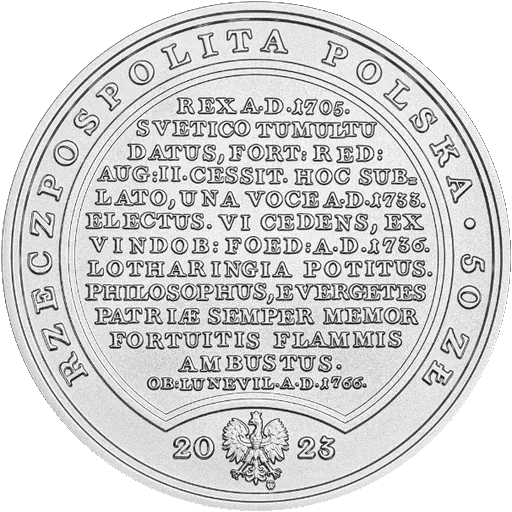 RZECZPOSPOLITA POLSKA · 50 ZŁ
REX A.D.1705.
SVETICO TUMULTU
DATUS, FORT: RED:
AUG:II. CESSIT. HOC SUB=
LATO, UNA VOCE A.D.1733.
ELECTUS. VI CEDENS, EX
VINDOB: FOED: A.D.1736.
LOTHARINGIA POTITUS.
PHILOSOPHUS, EVERGETES
PATRIÆ SEMPER MEMOR
FORTUITIS FLAMMIS
AMBUSTUS.
OB: LUNEVIL.A.D.1766.
20 23